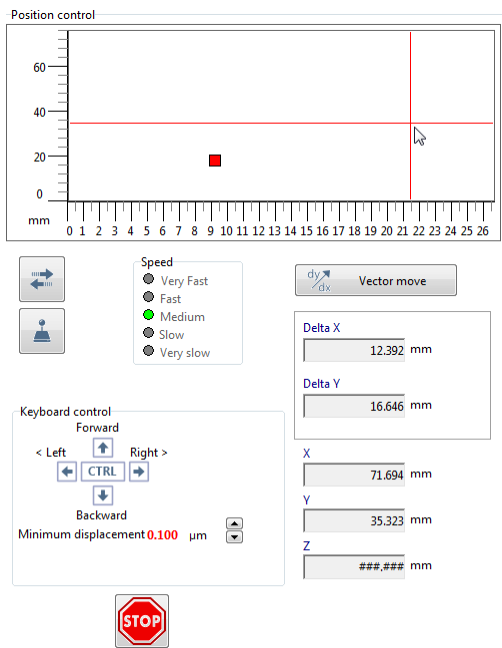 Position control
60
40
20
0
mm
0 1 2 3 4 5 6 7 8 9 10 11 12 13 14 15 16 17 18 19 20 21 22 23 24 25 26
Speed
Very Fast
Fast
Medium
Slow
Very slow
dy/dx
Vector move
Delta X
12.392 mm
Delta Y
16.646 mm
Keyboard control
Forward
< Left
Right >
CTRL
Backward
Minimum displacement 0.100 µm
X
71.694 mm
Y
35.323 mm
Z
###.### mm
STOP